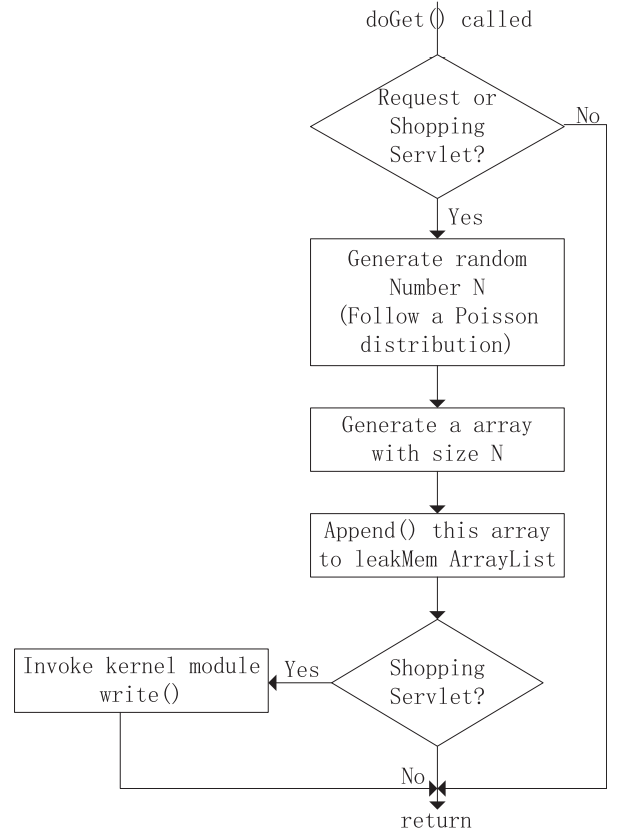 doGet() called
Request or
Shopping
Servlet?
No
Yes
Generate random
Number N
(Follow a Poisson
distribution)
Generate a array
with size N
Append() this array
to leakMem ArrayList
Shopping
Servlet?
Yes
Invoke kernel module
write()
No
return